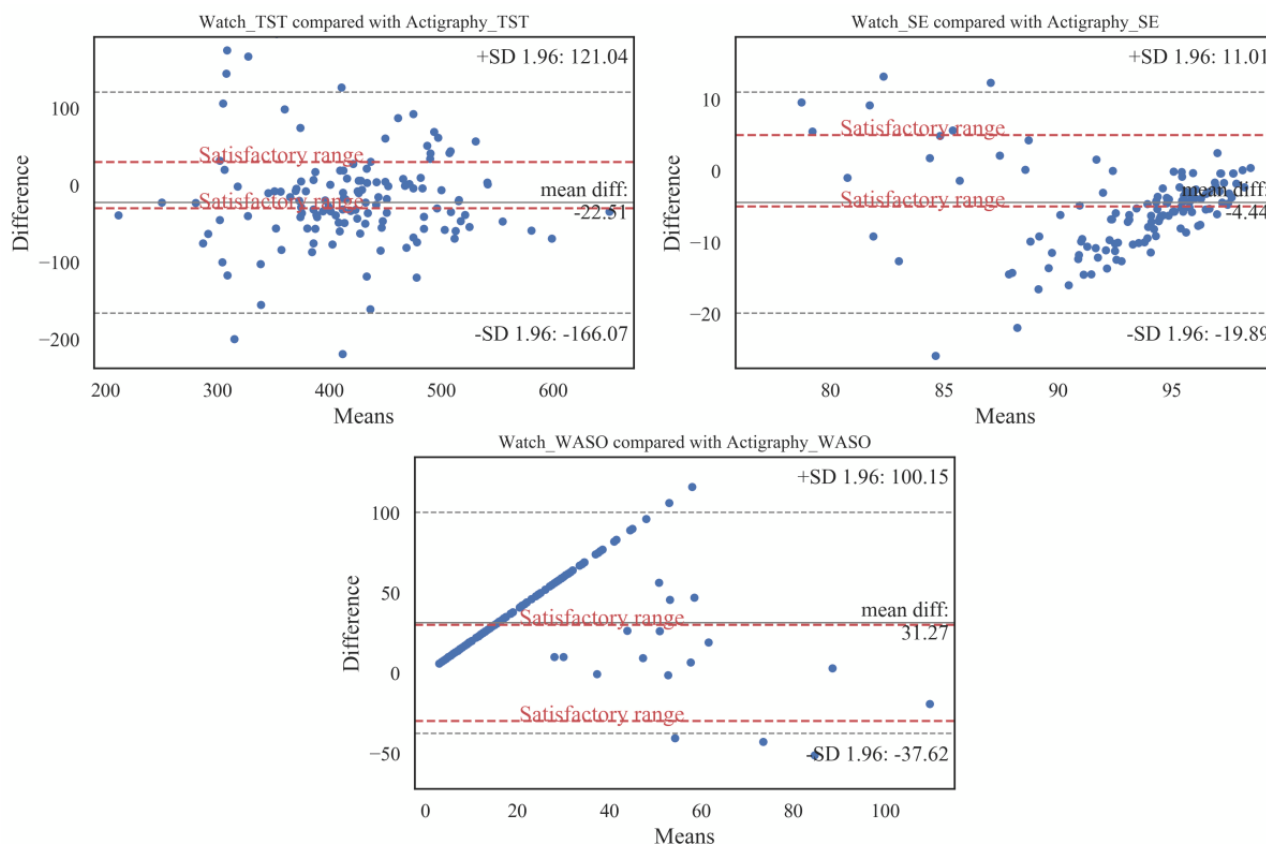 Watch_TST compared with Actigraphy_TST
+SD 1.96: 121.04
100
Satisfactory range
0
mean diff:
Satisfactory range
-22.51
−100
-SD 1.96: -166.07
−200
200 300 400 500 600
Means
Difference
Watch_SE compared with Actigraphy_SE
+SD 1.96: 11.01
10
Satisfactory range
0
mean diff:
Satisfactory range
-4.44
−10
−20
-SD 1.96: -19.89
80 85 90 95
Means
Difference
Watch_WASO compared with Actigraphy_WASO
+SD 1.96: 100.15
100
50
mean diff:
Satisfactory range
31.27
0
Satisfactory range
−50
-SD 1.96: -37.62
0 20 40 60 80 100
Means
Difference